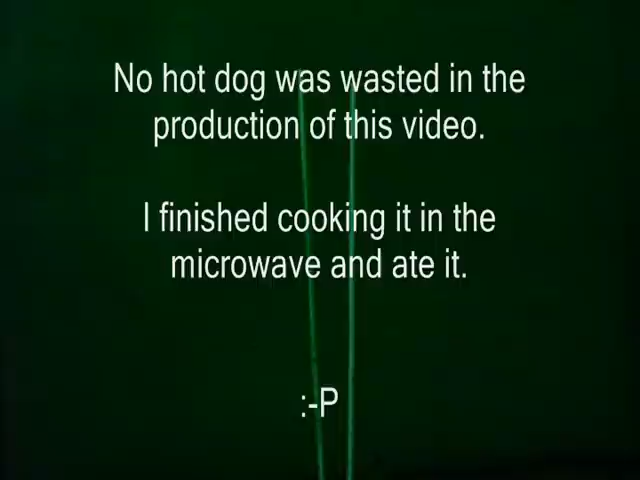 No hot dog was wasted in the
production of this video.
I finished cooking it in the
microwave and ate it.
:-P